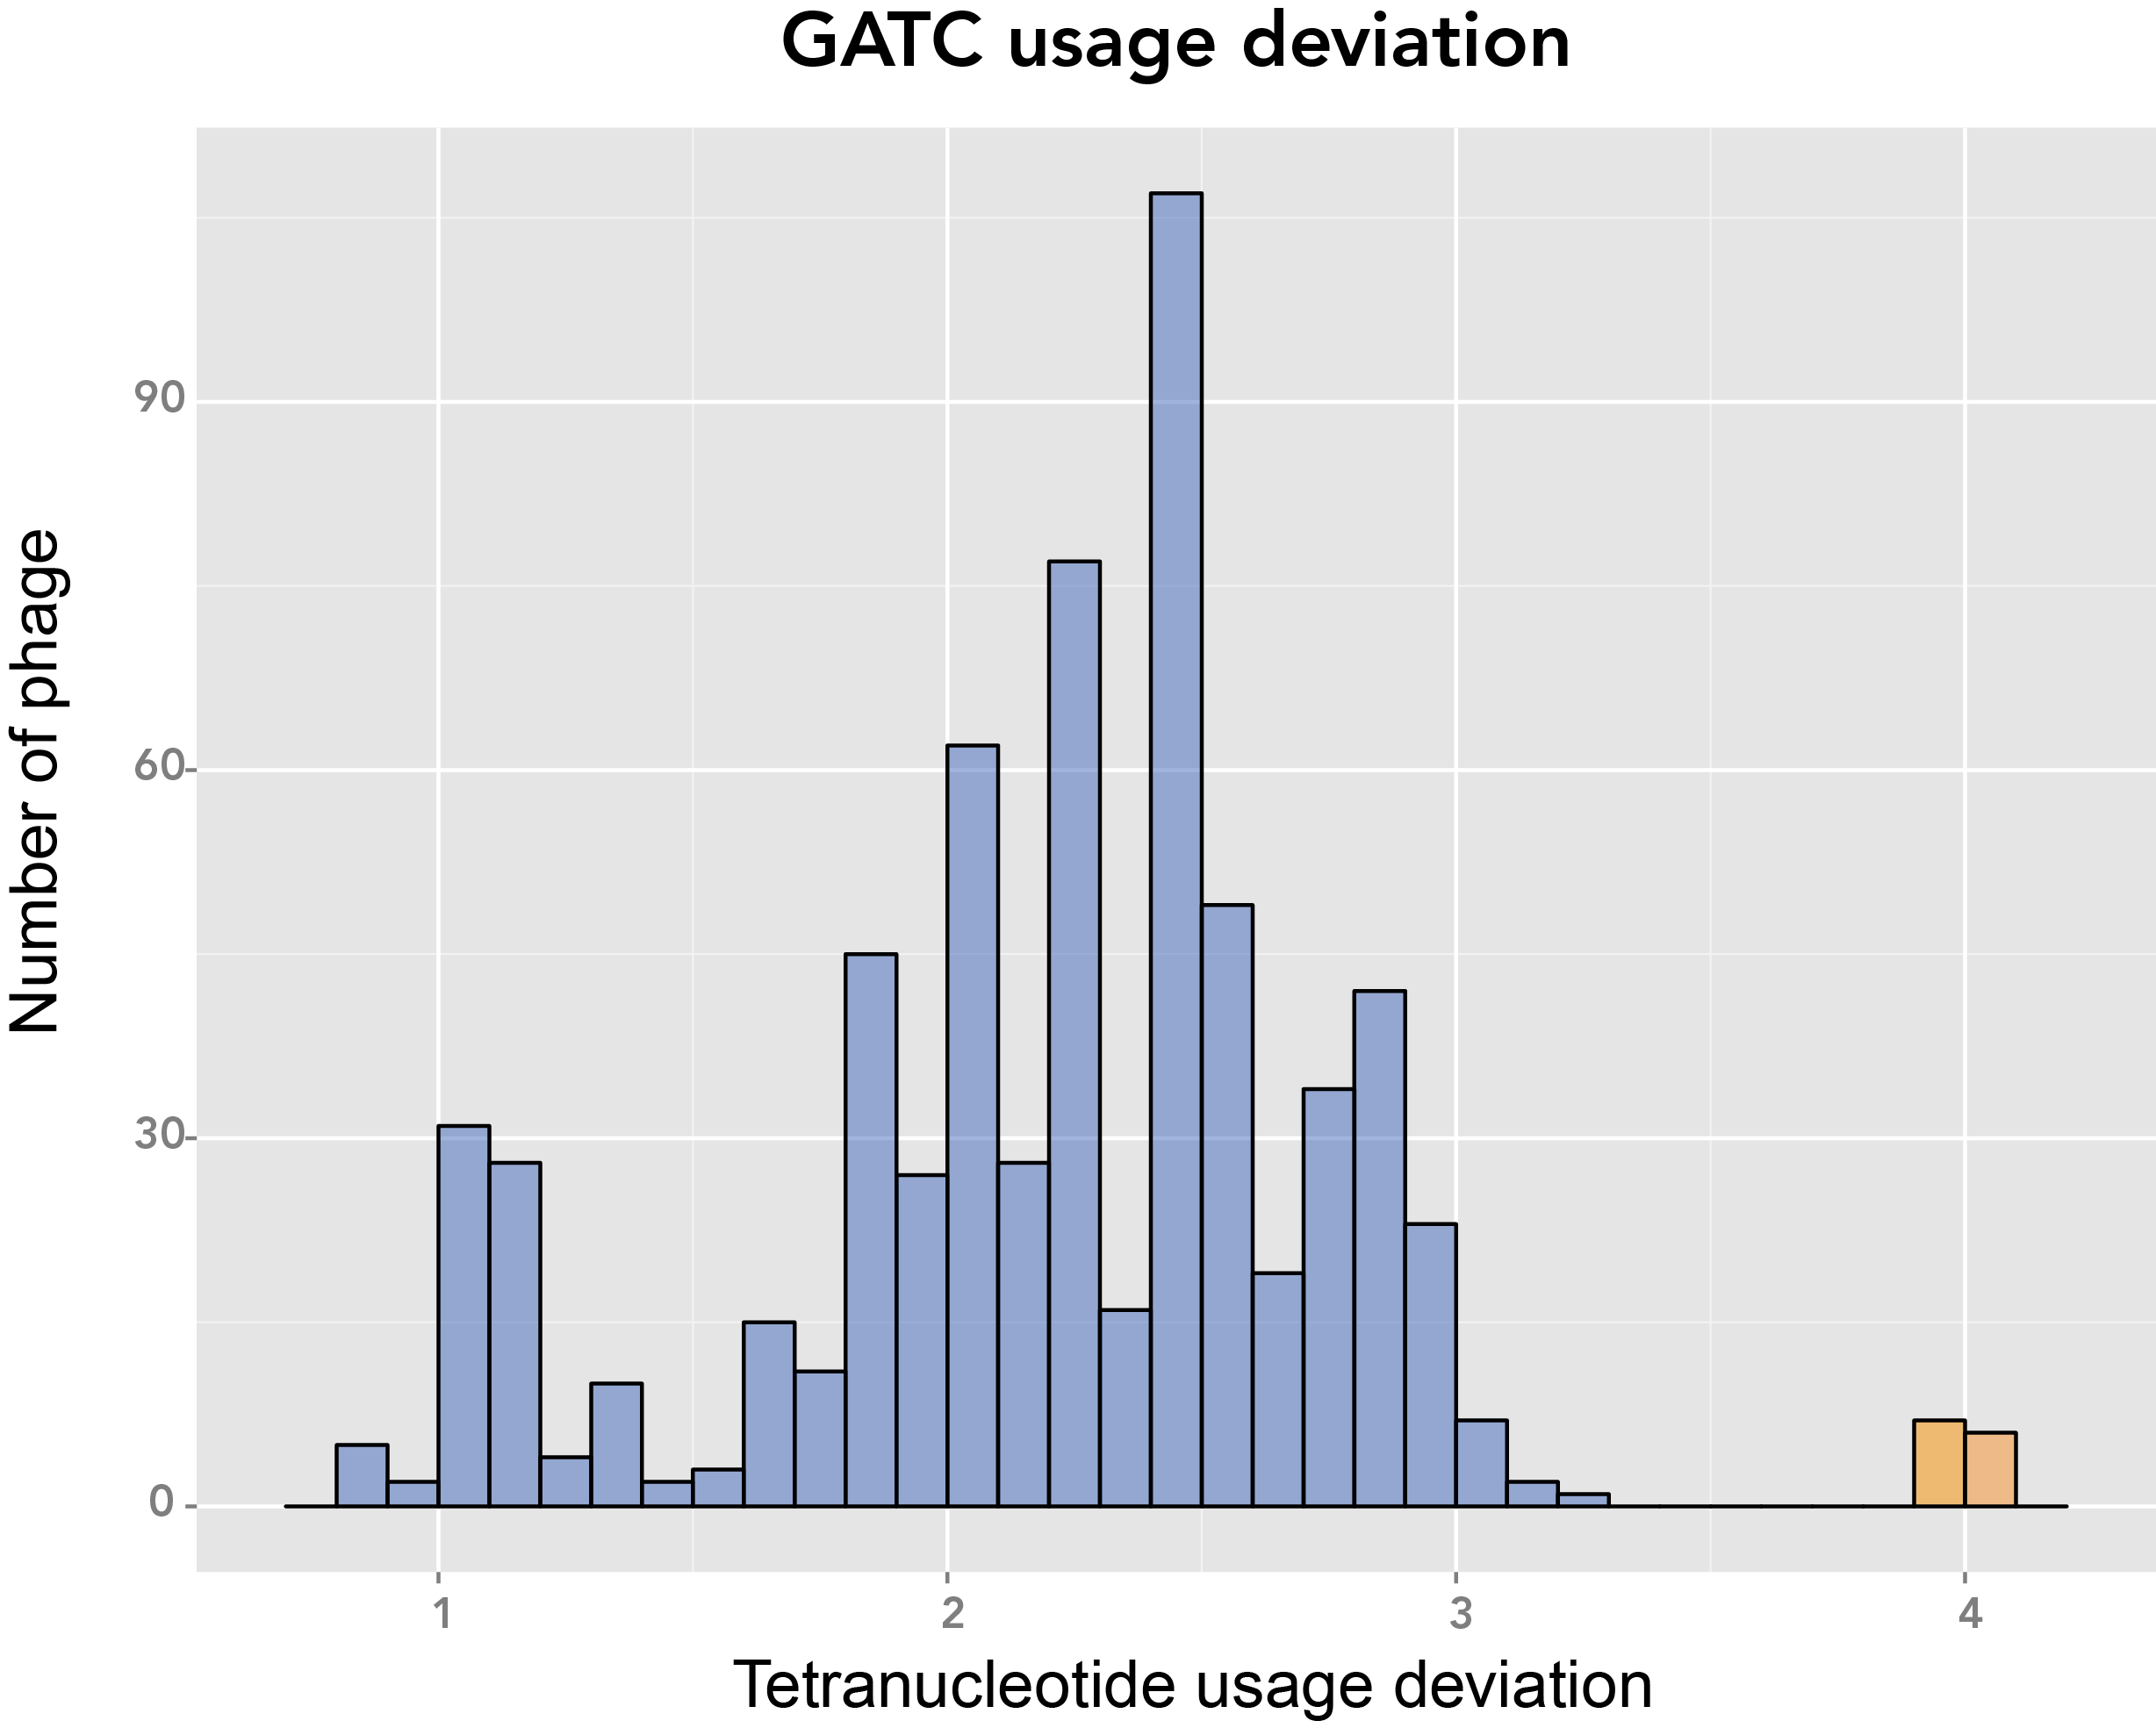 GATC usage deviation
Number of phage
90
60
30
0
1 2 3 4
Tetranucleotide usage deviation